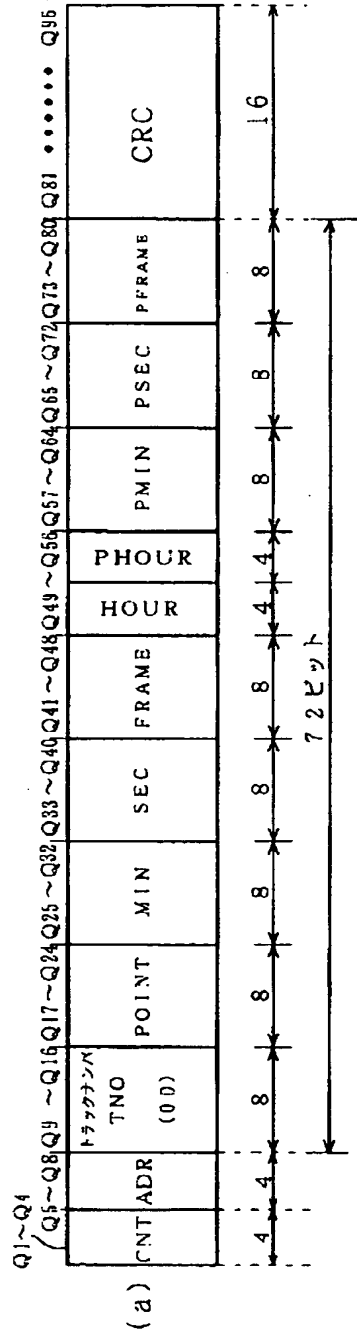 (a)
Q1～Q4
Q5～Q8
Q9 ～Q16
Q17～Q24
Q25～Q32
Q33～Q40
Q41～Q48
Q49～Q56
Q57～Q64
Q65～Q72
Q73～Q80
Q81 •••••• Q96
CNT
ADR
トラックナンバ
TNO
(00)
POINT
MIN
SEC
FRAME
HOUR
PHOUR
PMIN
PSEC
PFRAME
CRC
4
4
8
8
8
8
8
4
4
8
8
8
16
72ビット